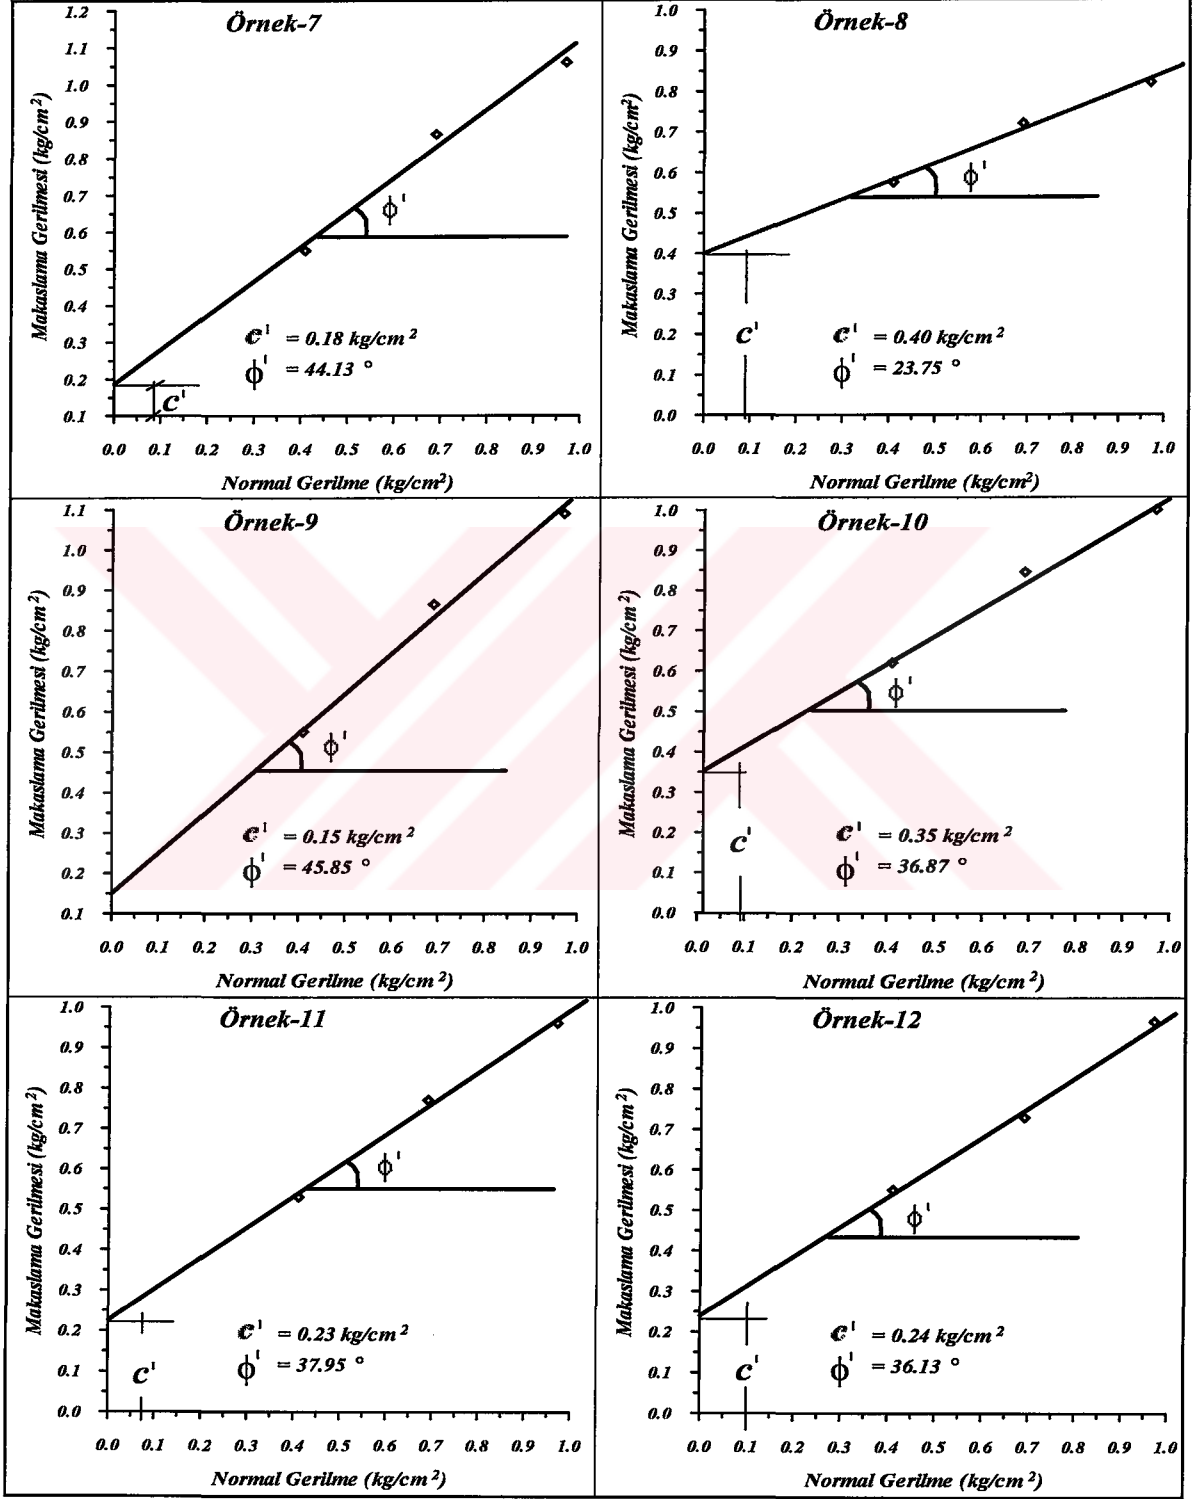 Örnek-7
1.2
1.1
1.0
0.9
0.8
0.7
0.6
0.5
0.4
0.3
0.2
0.1
Makaslama Gerilmesi (kg/cm²)
ϕ'
c' = 0.18 kg/cm²
ϕ' = 44.13 °
c'
0.0 0.1 0.2 0.3 0.4 0.5 0.6 0.7 0.8 0.9 1.0
Normal Gerilme (kg/cm²)
Örnek-8
1.0
0.9
0.8
0.7
0.6
0.5
0.4
0.3
0.2
0.1
0.0
Makaslama Gerilmesi (kg/cm²)
ϕ'
c'
c' = 0.40 kg/cm²
ϕ' = 23.75 °
0.0 0.1 0.2 0.3 0.4 0.5 0.6 0.7 0.8 0.9 1.0
Normal Gerilme (kg/cm²)
Örnek-9
1.1
1.0
0.9
0.8
0.7
0.6
0.5
0.4
0.3
0.2
0.1
Makaslama Gerilmesi (kg/cm²)
ϕ'
c' = 0.15 kg/cm²
ϕ' = 45.85 °
0.0 0.1 0.2 0.3 0.4 0.5 0.6 0.7 0.8 0.9 1.0
Normal Gerilme (kg/cm²)
Örnek-10
1.0
0.9
0.8
0.7
0.6
0.5
0.4
0.3
0.2
0.1
0.0
Makaslama Gerilmesi (kg/cm²)
ϕ'
c'
c' = 0.35 kg/cm²
ϕ' = 36.87 °
0.0 0.1 0.2 0.3 0.4 0.5 0.6 0.7 0.8 0.9 1.0
Normal Gerilme (kg/cm²)
Örnek-11
1.0
0.9
0.8
0.7
0.6
0.5
0.4
0.3
0.2
0.1
0.0
Makaslama Gerilmesi (kg/cm²)
ϕ'
c' = 0.23 kg/cm²
ϕ' = 37.95 °
c'
0.0 0.1 0.2 0.3 0.4 0.5 0.6 0.7 0.8 0.9 1.0
Normal Gerilme (kg/cm²)
Örnek-12
1.0
0.9
0.8
0.7
0.6
0.5
0.4
0.3
0.2
0.1
0.0
Makaslama Gerilmesi (kg/cm²)
ϕ'
c' = 0.24 kg/cm²
ϕ' = 36.13 °
c'
0.0 0.1 0.2 0.3 0.4 0.5 0.6 0.7 0.8 0.9 1.0
Normal Gerilme (kg/cm²)